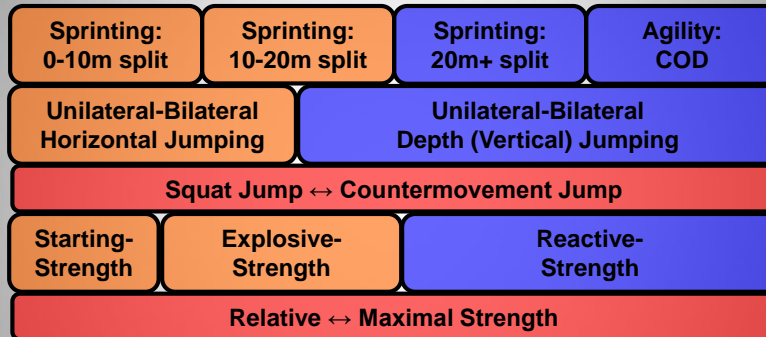 Sprinting:
0-10m split
Sprinting:
10-20m split
Sprinting:
20m+ split
Agility:
COD
Unilateral-Bilateral
Horizontal Jumping
Unilateral-Bilateral
Depth (Vertical) Jumping
Squat Jump ↔ Countermovement Jump
Starting-
Strength
Explosive-
Strength
Reactive-
Strength
Relative ↔ Maximal Strength